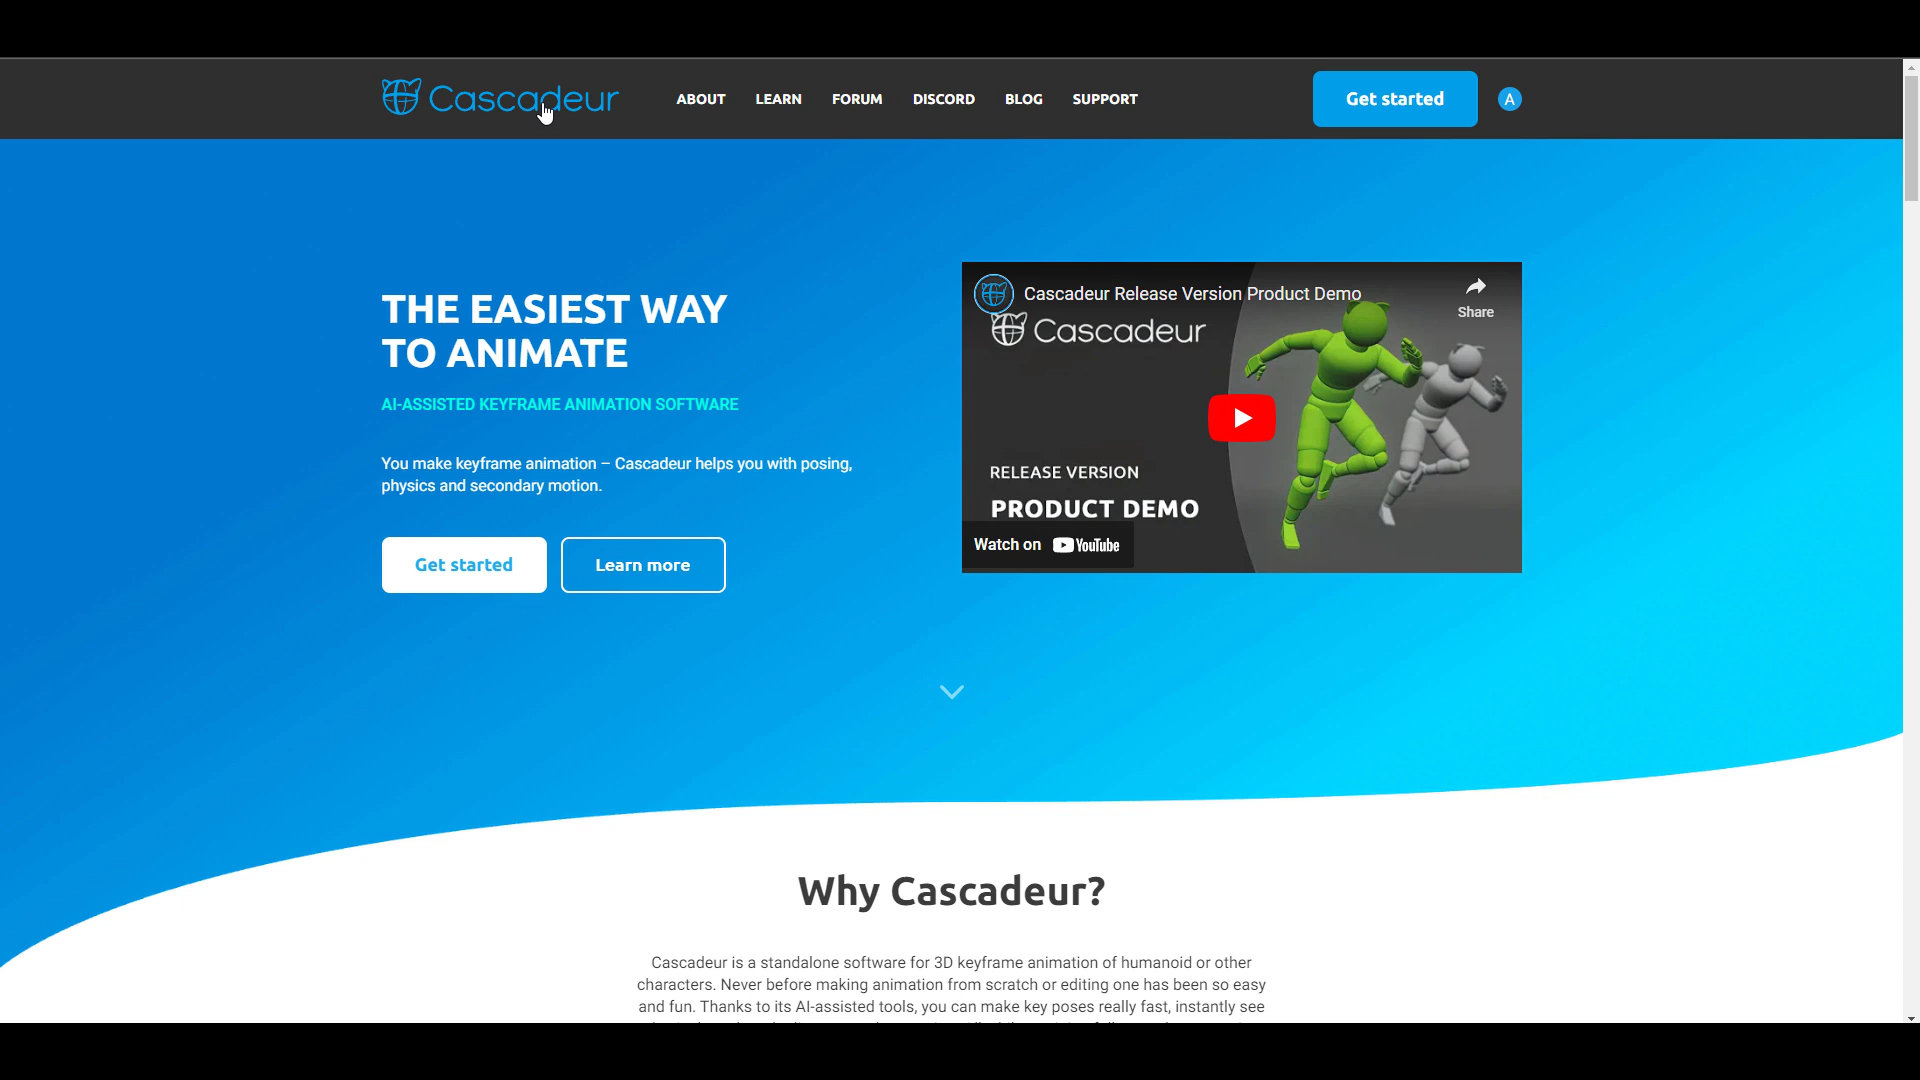 Cascadeur
ABOUT LEARN FORUM DISCORD BLOG SUPPORT
Get started
A
THE EASIEST WAY
TO ANIMATE
AI-ASSISTED KEYFRAME ANIMATION SOFTWARE
You make keyframe animation – Cascadeur helps you with posing,
physics and secondary motion.
Get started
Learn more
Cascadeur Release Version Product Demo
Share
Cascadeur
RELEASE VERSION
PRODUCT DEMO
Watch on YouTube
Why Cascadeur?
Cascadeur is a standalone software for 3D keyframe animation of humanoid or other
characters. Never before making animation from scratch or editing one has been so easy
and fun. Thanks to its AI-assisted tools, you can make key poses really fast, instantly see